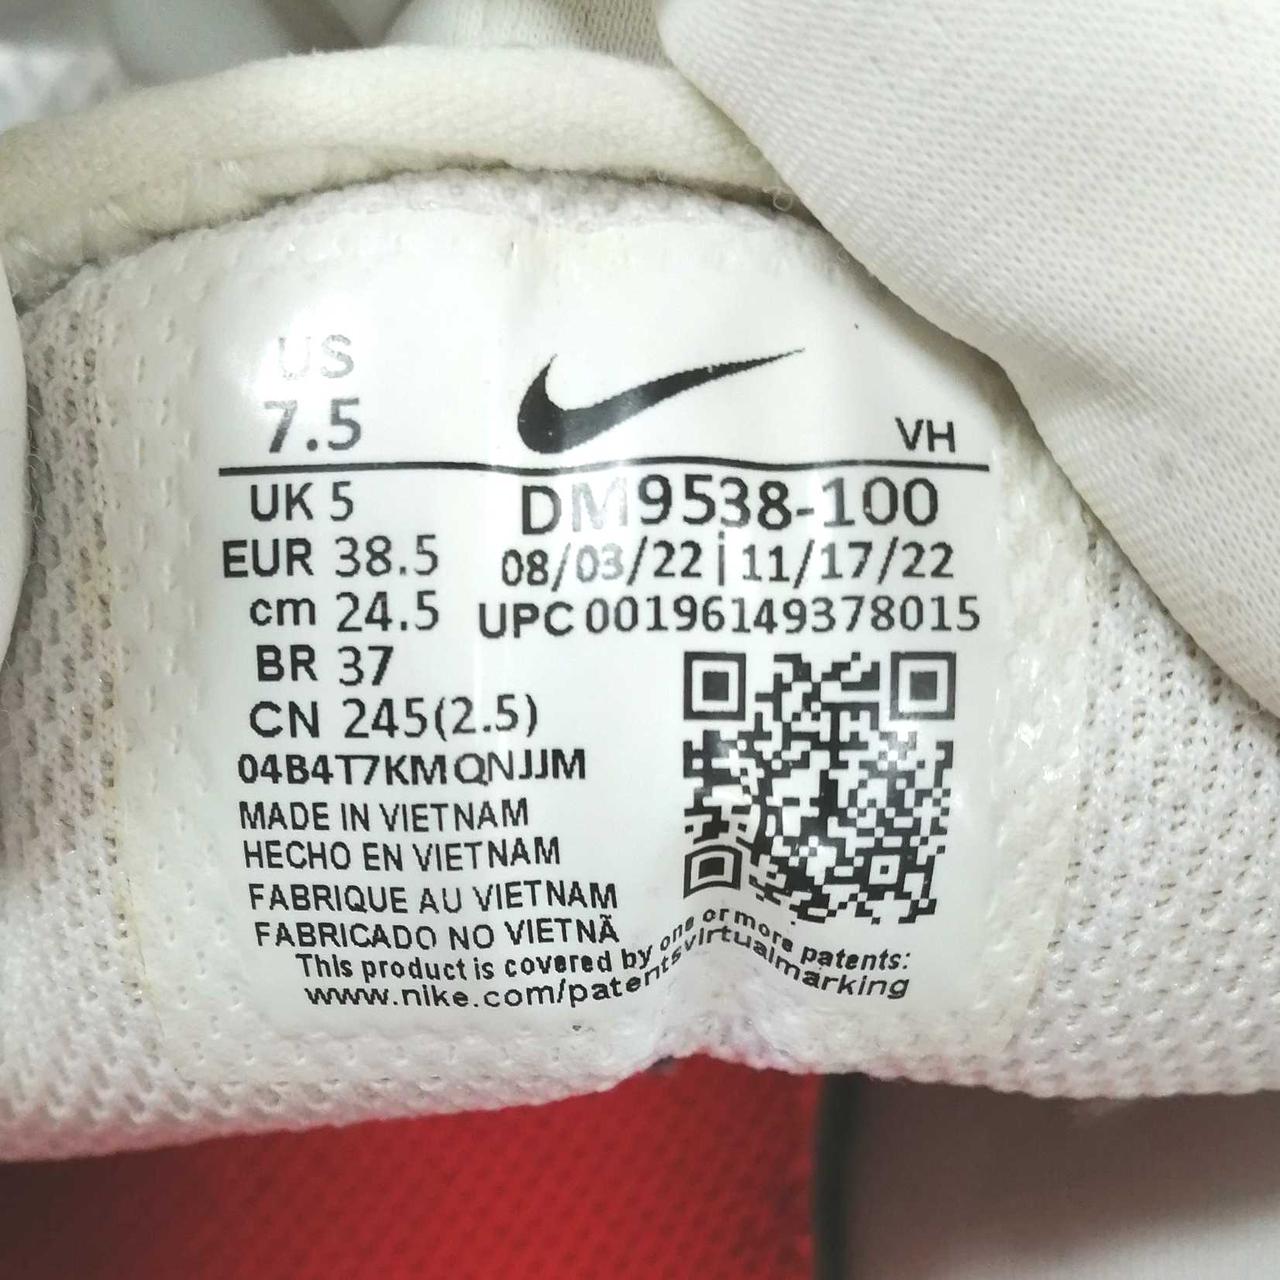 US
7.5
VH
UK 5
DM9538-100
EUR 38.5
08/03/22 | 11/17/22
cm 24.5
UPC 00196149378015
BR 37
CN 245(2.5)
04B4T7KMQNJJM
MADE IN VIETNAM
HECHO EN VIETNAM
FABRIQUE AU VIETNAM
FABRICADO NO VIETNÃ
This product is covered by one or more patents:
www.nike.com/patentsvirtualmarking